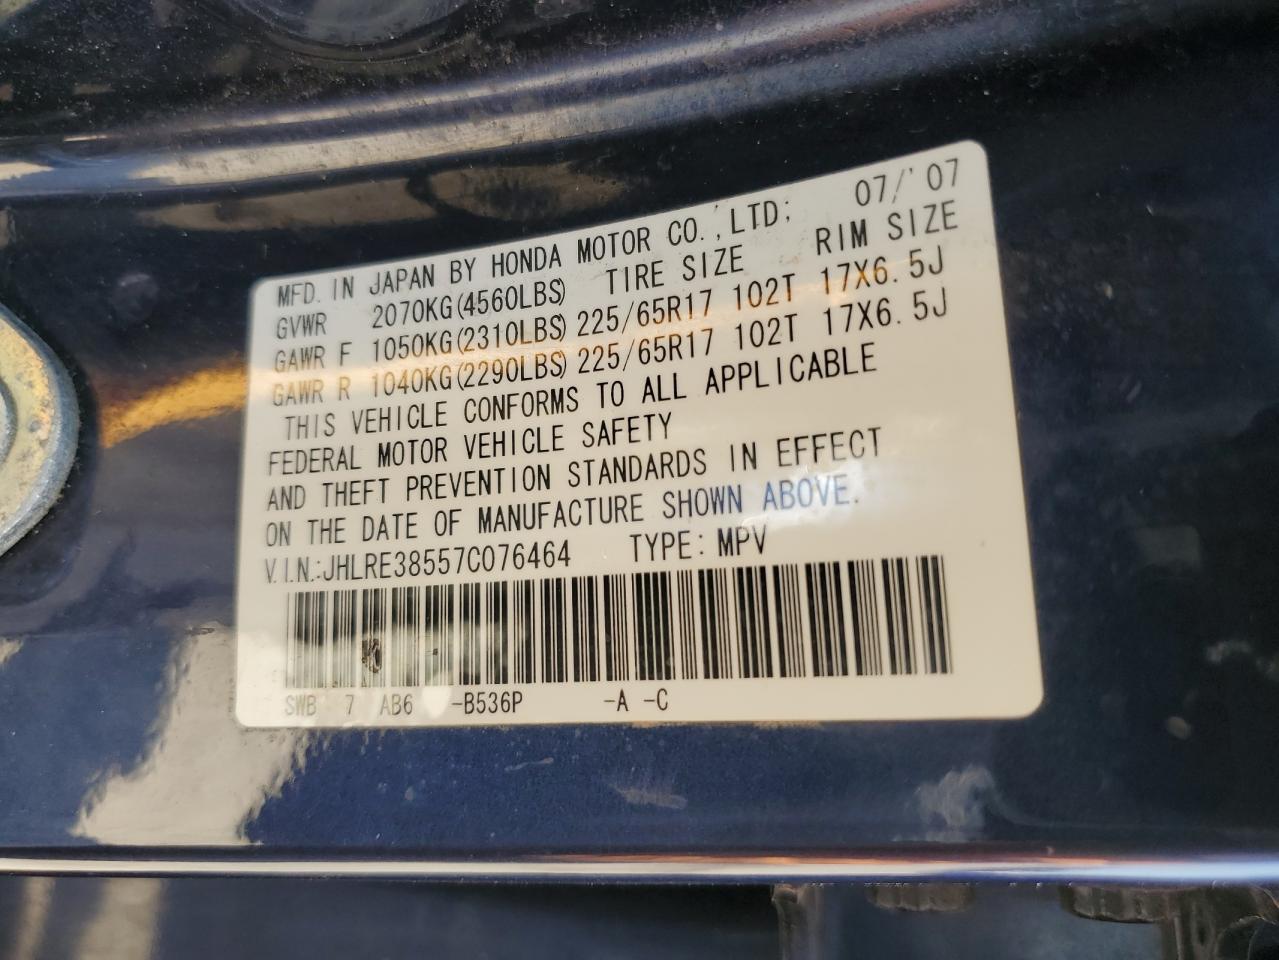 MFD. IN JAPAN BY HONDA MOTOR CO.,LTD; 07/'07
GVWR 2070KG(4560LBS) TIRE SIZE RIM SIZE
GAWR F 1050KG(2310LBS) 225/65R17 102T 17X6.5J
GAWR R 1040KG(2290LBS) 225/65R17 102T 17X6.5J
THIS VEHICLE CONFORMS TO ALL APPLICABLE
FEDERAL MOTOR VEHICLE SAFETY
AND THEFT PREVENTION STANDARDS IN EFFECT
ON THE DATE OF MANUFACTURE SHOWN ABOVE.
V.I.N.:JHLRE38557C076464 TYPE:MPV
SWB 7 AB6 -B536P -A -C